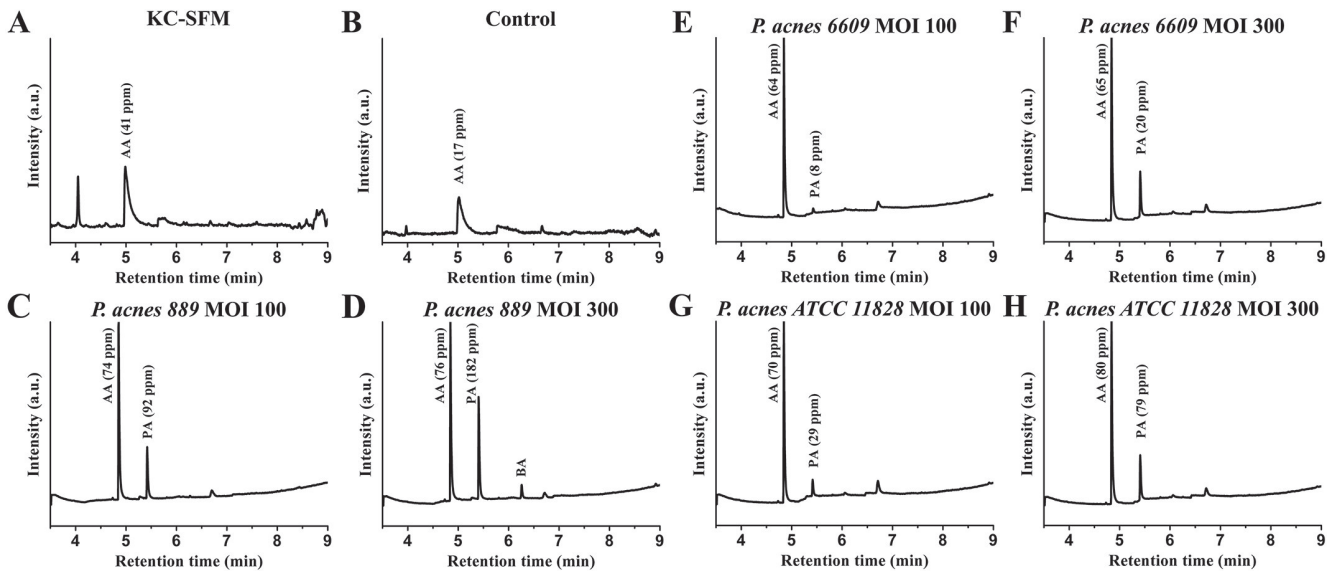 A
KC-SFM
Intensity (a.u.)
AA (41 ppm)
4 5 6 7 8 9
Retention time (min)
B
Control
Intensity (a.u.)
AA (17 ppm)
4 5 6 7 8 9
Retention time (min)
E
P. acnes 6609 MOI 100
Intensity (a.u.)
AA (64 ppm)
PA (8 ppm)
4 5 6 7 8 9
Retention time (min)
F
P. acnes 6609 MOI 300
Intensity (a.u.)
AA (65 ppm)
PA (20 ppm)
4 5 6 7 8 9
Retention time (min)
C
P. acnes 889 MOI 100
Intensity (a.u.)
AA (74 ppm)
PA (92 ppm)
4 5 6 7 8 9
Retention time (min)
D
P. acnes 889 MOI 300
Intensity (a.u.)
AA (76 ppm)
PA (182 ppm)
BA
4 5 6 7 8 9
Retention time (min)
G
P. acnes ATCC 11828 MOI 100
Intensity (a.u.)
AA (70 ppm)
PA (29 ppm)
4 5 6 7 8 9
Retention time (min)
H
P. acnes ATCC 11828 MOI 300
Intensity (a.u.)
AA (80 ppm)
PA (79 ppm)
4 5 6 7 8 9
Retention time (min)